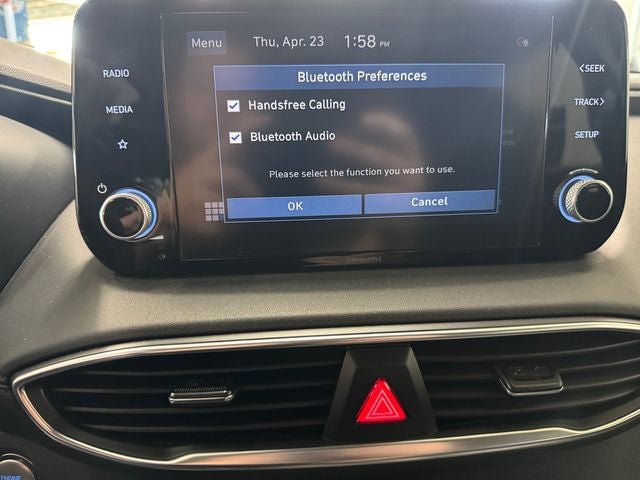 Menu Thu, Apr. 23 1:58 PM
Bluetooth Preferences
Handsfree Calling
Bluetooth Audio
Please select the function you want to use.
OK Cancel
RADIO
MEDIA
< SEEK
TRACK >
SETUP
ENGINE